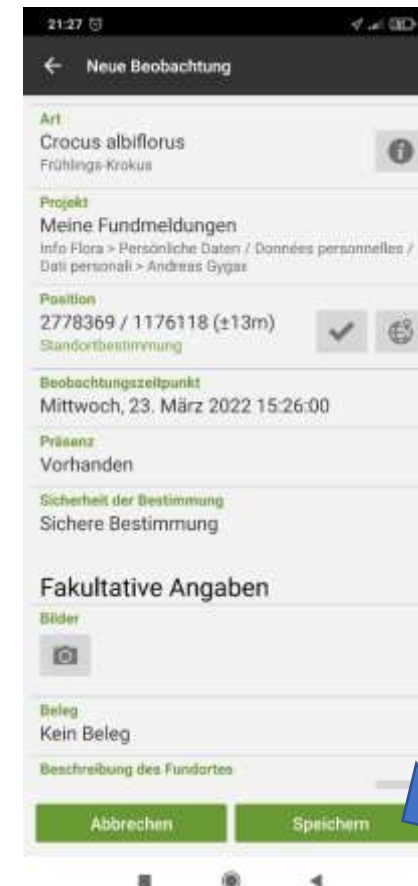 21:27
Neue Beobachtung
Art
Crocus albiflorus
Frühlings-Krokus
Projekt
Meine Fundmeldungen
Info Flora > Persönliche Daten / Données personnelles /
Dati personali > Andreas Gygax
Position
2778369 / 1176118 (±13m)
Standortbestimmung
Beobachtungszeitpunkt
Mittwoch, 23. März 2022 15:26:00
Präsenz
Vorhanden
Sicherheit der Bestimmung
Sichere Bestimmung
Fakultative Angaben
Bilder
Beleg
Kein Beleg
Beschreibung des Fundortes
Abbrechen
Speichern